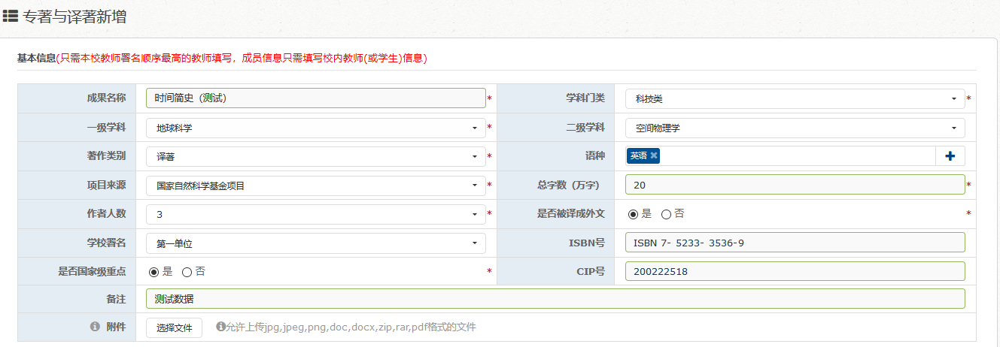 专著与译著新增
基本信息(只需本校教师署名顺序最高的教师填写，成员信息只需填写校内教师(或学生)信息)
成果名称 时间简史（测试） * 学科门类 科技类 *
一级学科 地球科学 * 二级学科 空间物理学
著作类别 译著 * 语种 英语
项目来源 国家自然科学基金项目 * 总字数（万字） 20 *
作者人数 3 * 是否被译成外文 是 否 *
学校署名 第一单位 ISBN号 ISBN 7- 5233- 3536-9
是否国家级重点 是 否 * CIP号 200222518
备注 测试数据
附件 选择文件 允许上传jpg,jpeg,png,doc,docx,zip,rar,pdf格式的文件